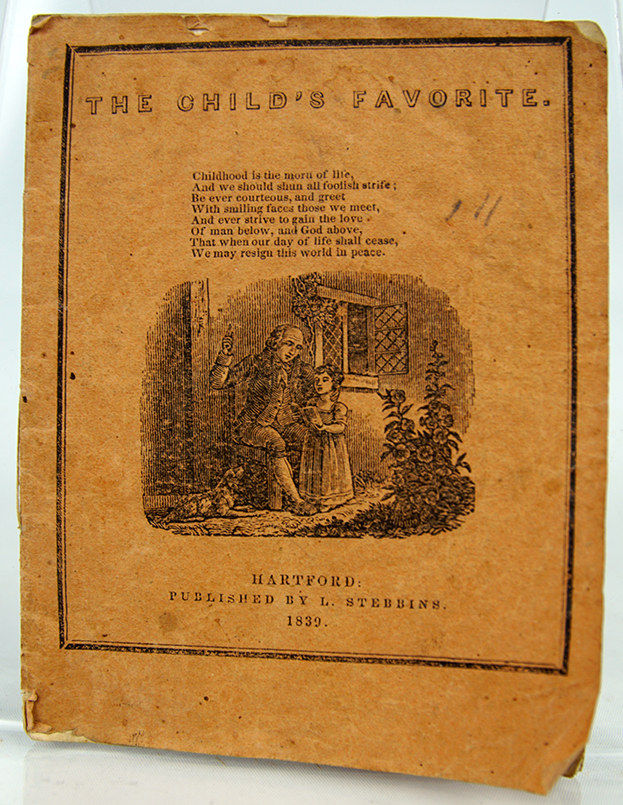 THE CHILD'S FAVORITE.
Childhood is the morn of life,
And we should shun all foolish strife;
Be ever courteous, and greet
With smiling faces those we meet,
And ever strive to gain the love
Of man below, and God above,
That when our day of life shall cease,
We may resign this world in peace.
HARTFORD:
PUBLISHED BY L. STEBBINS.
1839.